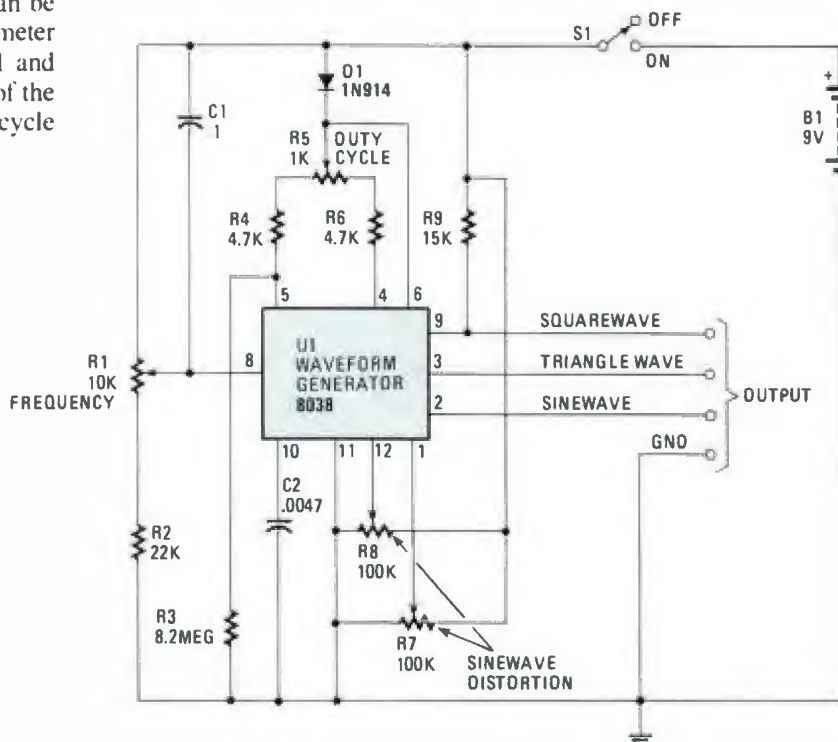 an be
meter
and
of the
cycle
S1
OFF
ON
+
B1
9V
D1
1N914
C1
.1
R5
1K
DUTY
CYCLE
R4
4.7K
R6
4.7K
R9
15K
5
4
6
U1
WAVEFORM
GENERATOR
8038
8
9
3
2
10
11
12
1
SQUAREWAVE
TRIANGLE WAVE
SINEWAVE
GND
OUTPUT
R1
10K
FREQUENCY
C2
.0047
R2
22K
R8
100K
R3
8.2MEG
R7
100K
SINEWAVE
DISTORTION